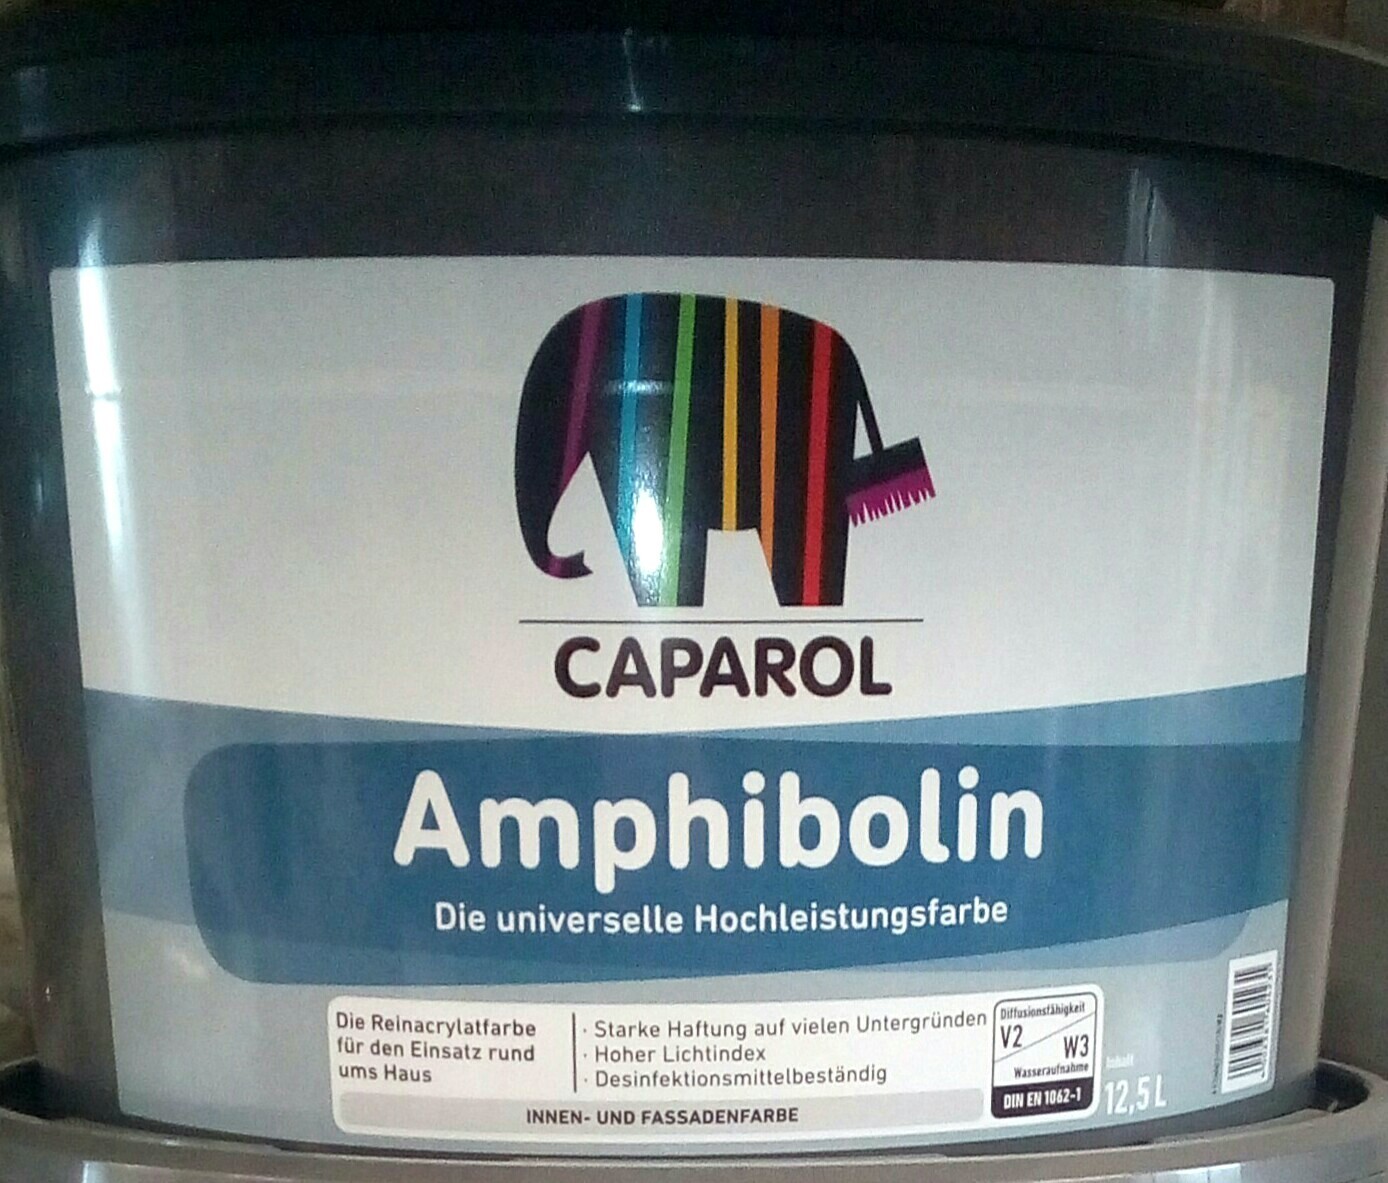 CAPAROL
Amphibolin
Die universelle Hochleistungsfarbe
Die Reinacrylatfarbe
für den Einsatz rund
ums Haus
· Starke Haftung auf vielen Untergründen
· Hoher Lichtindex
· Desinfektionsmittelbeständig
INNEN- UND FASSADENFARBE
Diffusionsfähigkeit
V2
W3
Wasseraufnahme
DIN EN 1062-1
Inhalt
12,5 L